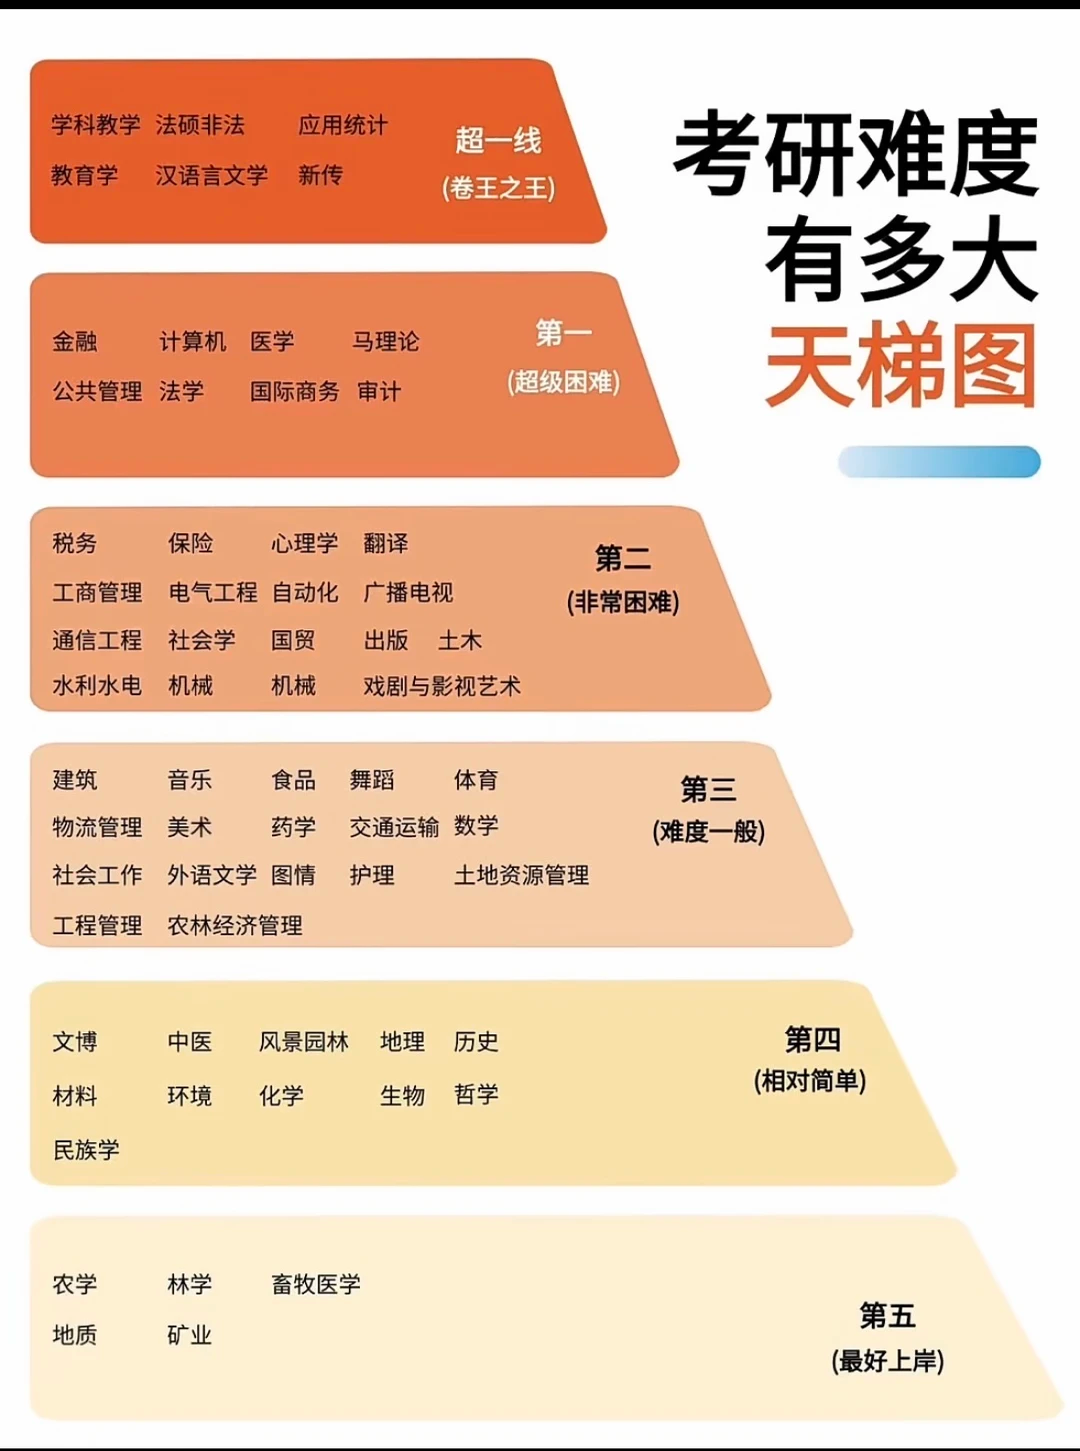 考研难度
有多大
天梯图
学科教学 法硕非法 应用统计
教育学 汉语言文学 新传
超一线
(卷王之王)
金融 计算机 医学 马理论
公共管理 法学 国际商务 审计
第一
(超级困难)
税务 保险 心理学 翻译
工商管理 电气工程 自动化 广播电视
通信工程 社会学 国贸 出版 土木
水利水电 机械 机械 戏剧与影视艺术
第二
(非常困难)
建筑 音乐 食品 舞蹈 体育
物流管理 美术 药学 交通运输 数学
社会工作 外语文学 图情 护理 土地资源管理
工程管理 农林经济管理
第三
(难度一般)
文博 中医 风景园林 地理 历史
材料 环境 化学 生物 哲学
民族学
第四
(相对简单)
农学 林学 畜牧医学
地质 矿业
第五
(最好上岸)